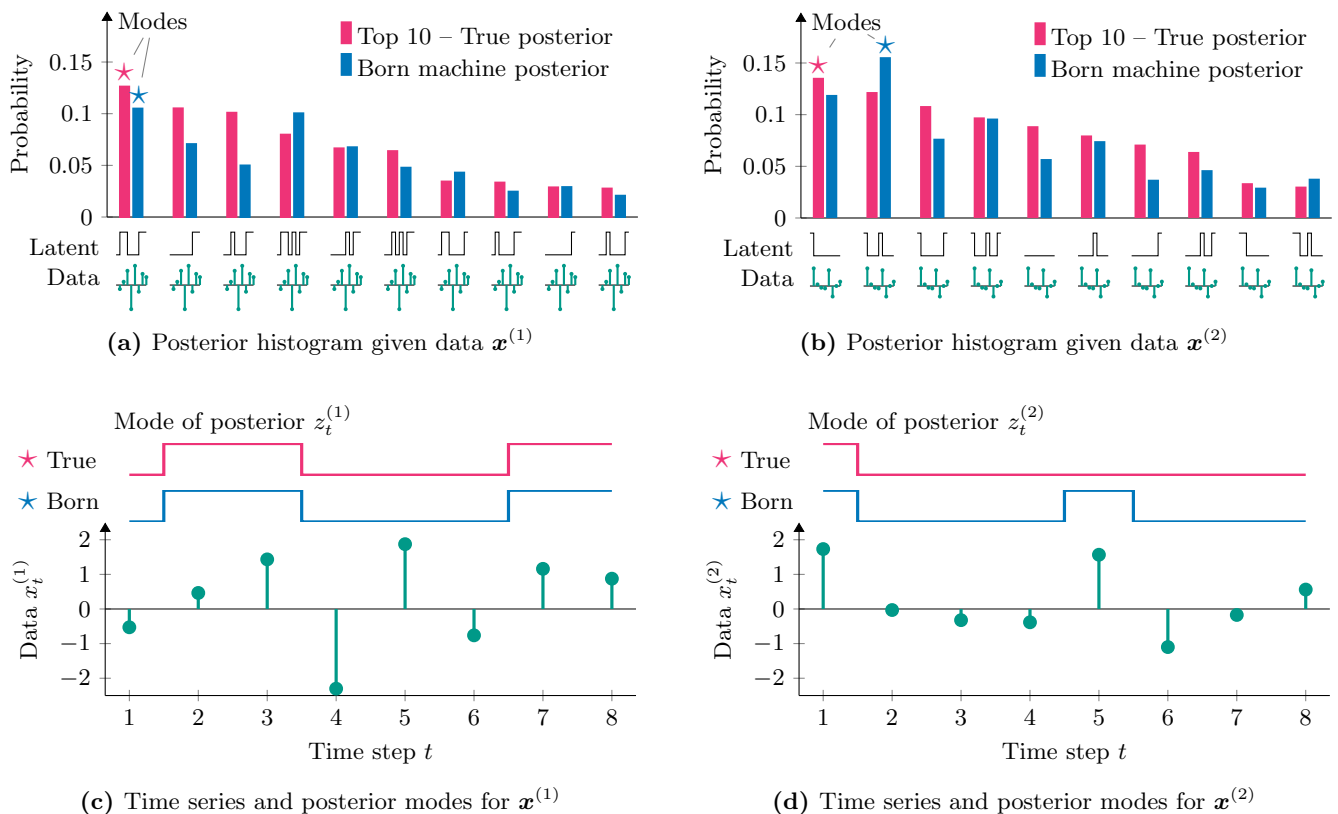 Modes
Top 10 – True posterior
Born machine posterior
Probability
0.15
0.1
0.05
0
Latent
Data
(a) Posterior histogram given data x^(1)
Modes
Top 10 – True posterior
Born machine posterior
Probability
0.15
0.1
0.05
0
Latent
Data
(b) Posterior histogram given data x^(2)
Mode of posterior z_t^(1)
True
Born
Data x_t^(1)
2
1
0
−1
−2
1 2 3 4 5 6 7 8
Time step t
(c) Time series and posterior modes for x^(1)
Mode of posterior z_t^(2)
True
Born
Data x_t^(2)
2
1
0
−1
−2
1 2 3 4 5 6 7 8
Time step t
(d) Time series and posterior modes for x^(2)